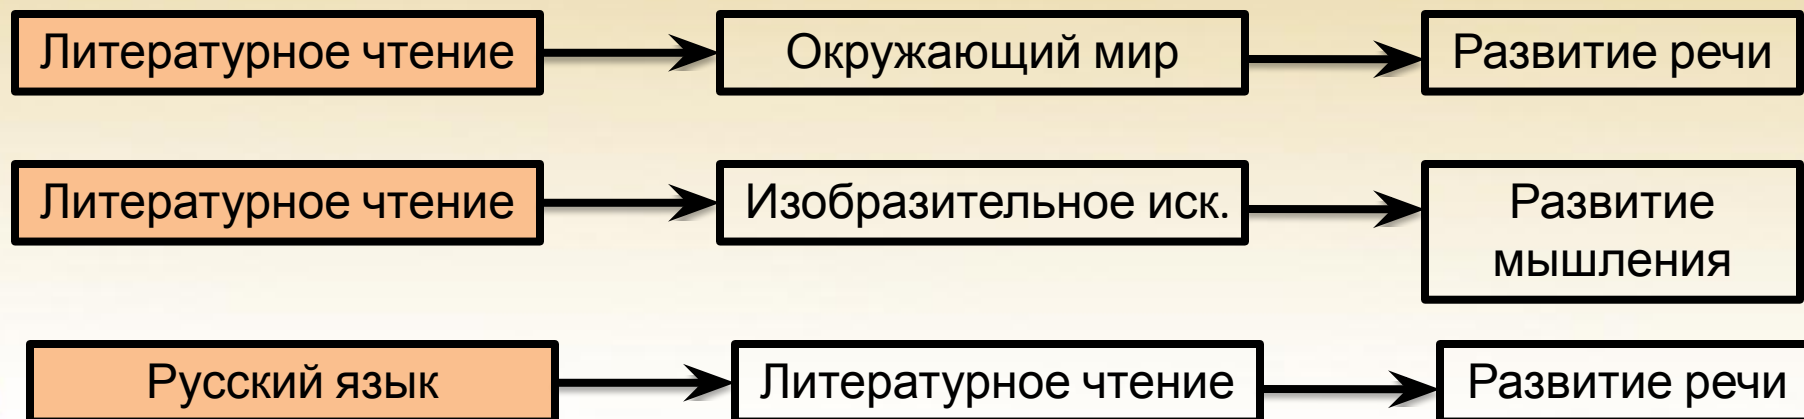 Литературное чтение Окружающий мир Развитие речи
Литературное чтение Изобразительное иск. Развитие
мышления
Русский язык Литературное чтение Развитие речи